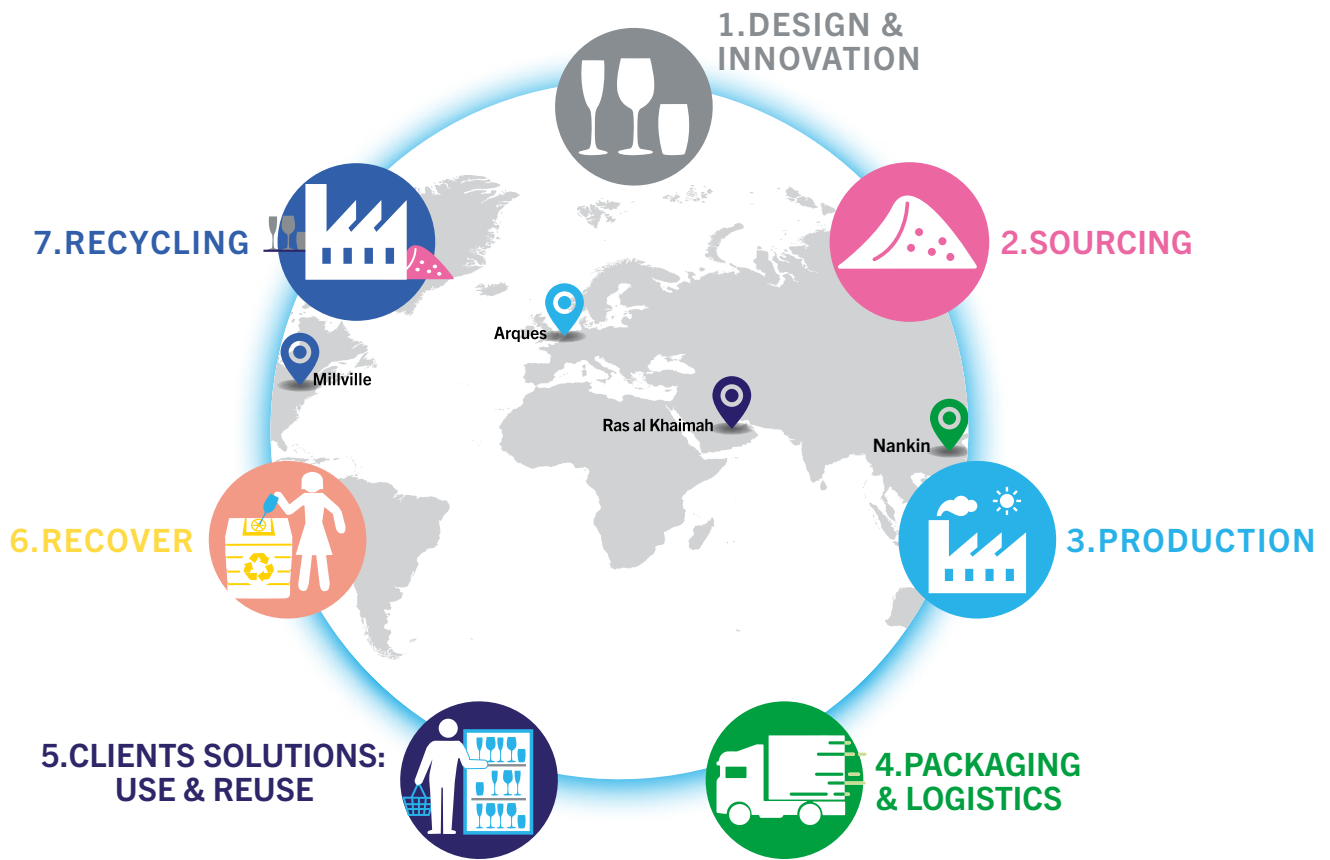 1.DESIGN &
INNOVATION
7.RECYCLING
2.SOURCING
Arques
Millville
Ras al Khaimah
Nankin
6.RECOVER
3.PRODUCTION
5.CLIENTS SOLUTIONS:
USE & REUSE
4.PACKAGING
& LOGISTICS